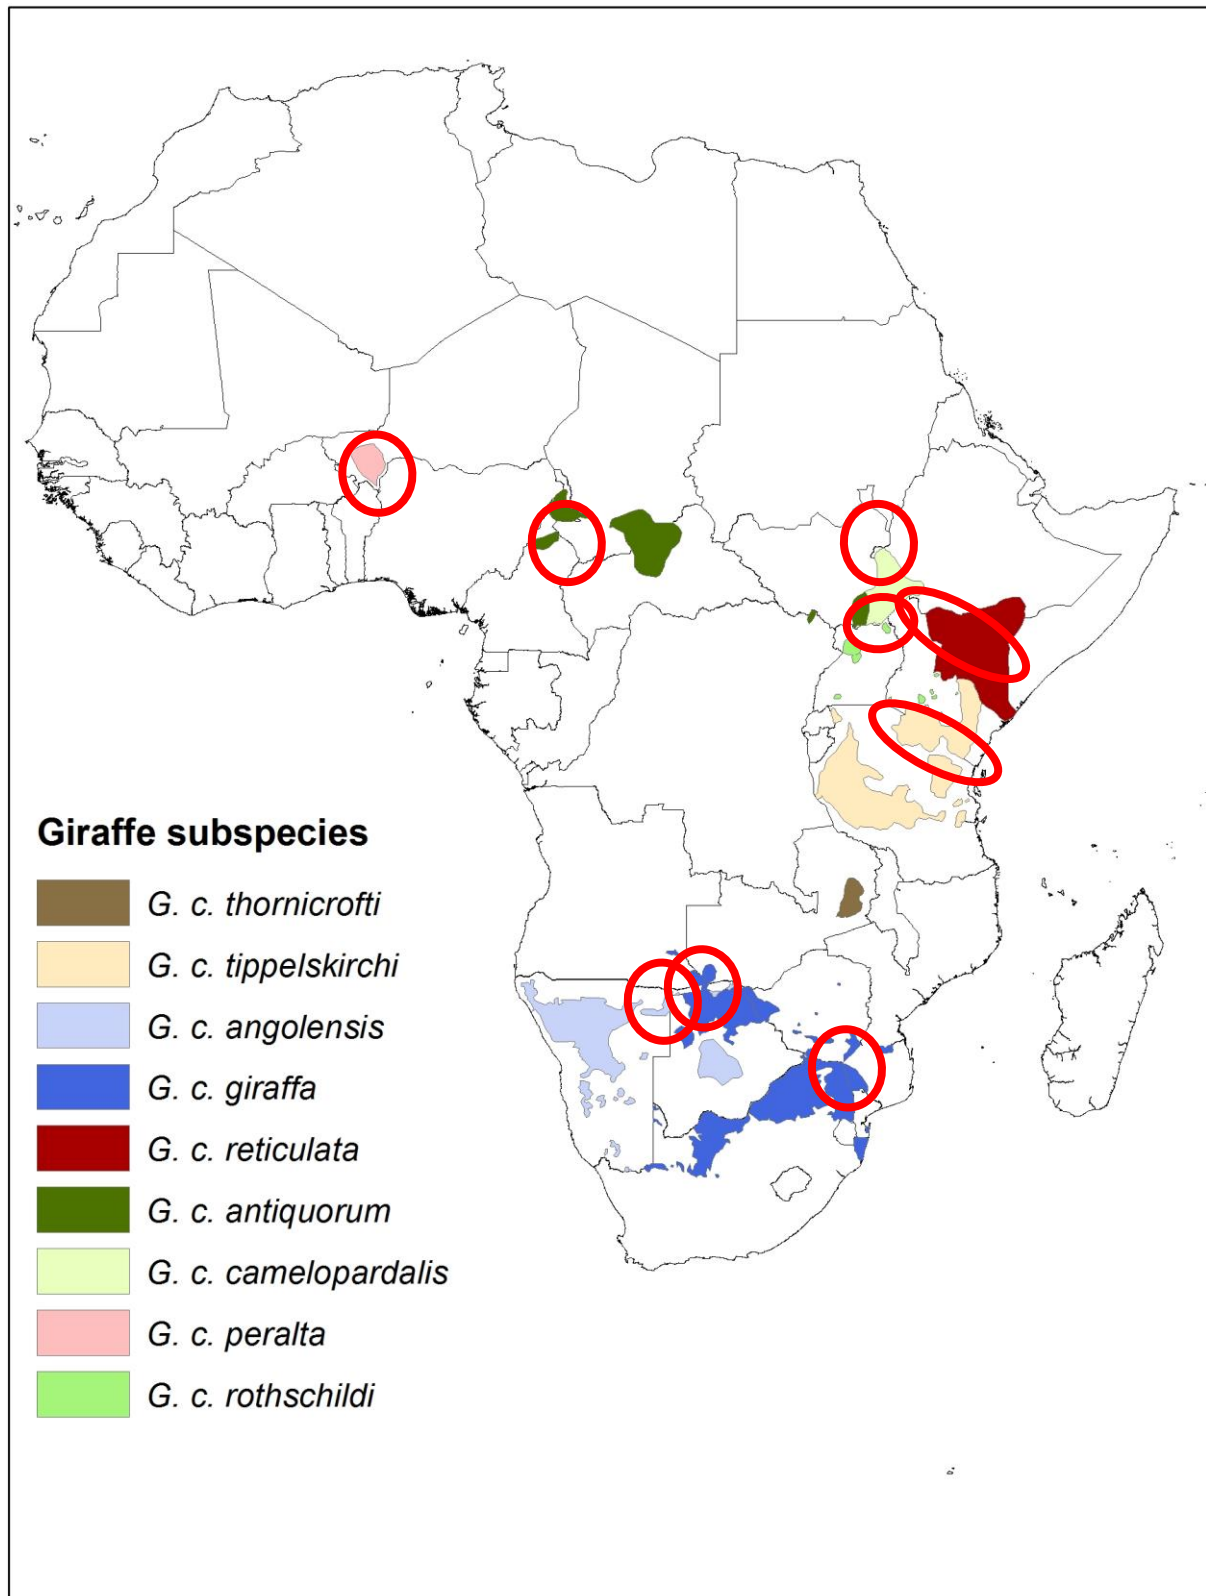 Giraffe subspecies
G. c. thornicrofti
G. c. tippelskirchi
G. c. angolensis
G. c. giraffa
G. c. reticulata
G. c. antiquorum
G. c. camelopardalis
G. c. peralta
G. c. rothschildi